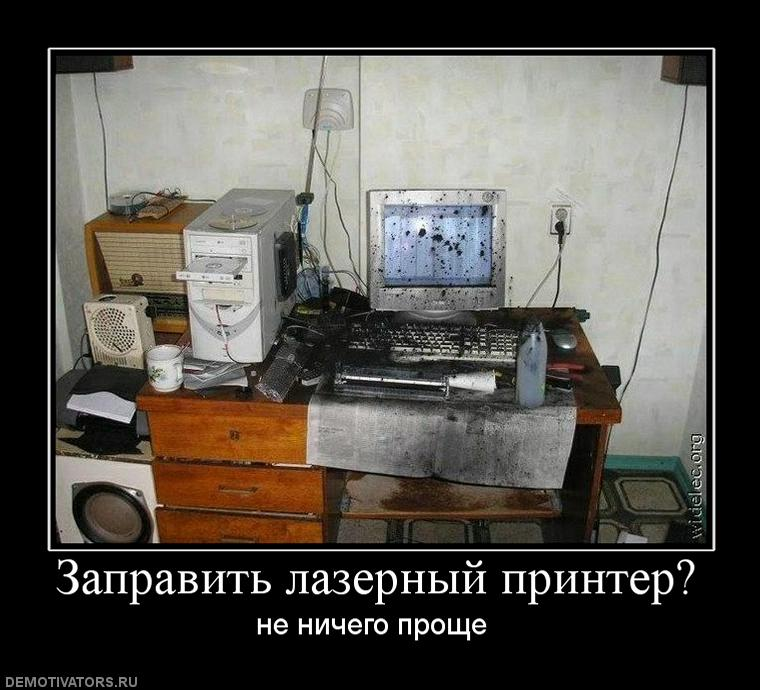 widelec.org
Заправить лазерный принтер?
не ничего проще
DEMOTIVATORS.RU